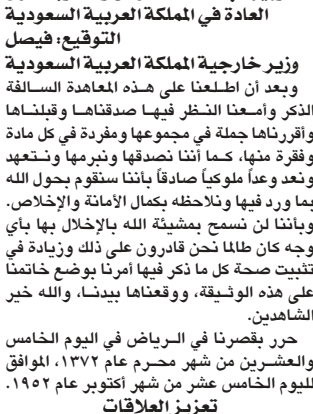 العادة في المملكة العربية السعودية
التوقيع: فيصل
وزير خارجية المملكة العربية السعودية
وبعد أن اطلعنا على هذه المعاهدة السالفة
الذكر وأمعنا النظر فيها صدقناها وقبلناها
وأقررناها جملة في مجموعها ومفردة في كل مادة
وفقرة منها، كما أننا نصدقها ونبرمها ونتعهد
ونعد وعداً ملوكياً صادقاً بأننا سنقوم بحول الله
بما ورد فيها ونلاحظه بكمال الأمانة والإخلاص.
وبأننا لن نسمح بمشيئة الله بالإخلال بها بأي
وجه كان طالما نحن قادرون على ذلك وزيادة في
تثبيت صحة كل ما ذكر فيها أمرنا بوضع خاتمنا
على هذه الوثيقة، ووقعناها بيدنا، والله خير
الشاهدين.
حرر بقصرنا في الرياض في اليوم الخامس
والعشرين من شهر محرم عام ١٣٧٢، الموافق
لليوم الخامس عشر من شهر أكتوبر عام ١٩٥٢.
تعزيز العلاقات